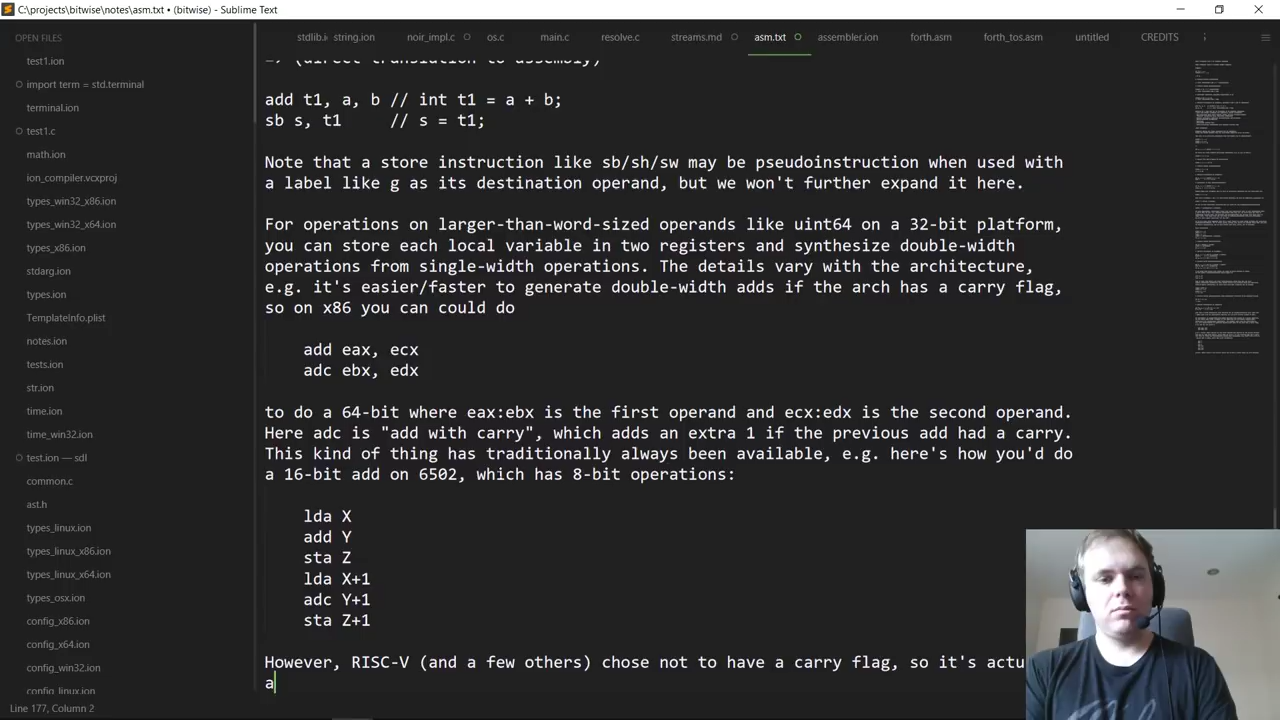 C:\projects\bitwise\notes\asm.txt • (bitwise) - Sublime Text
OPEN FILES
stdlib.i string.ion noir_impl.c os.c main.c resolve.c streams.md asm.txt assembler.ion forth.asm forth_tos.asm untitled CREDITS
test1.ion
import term = std.terminal
terminal.ion
test1.c
math.ion
ion_compiler.vcxproj
types_win32_x86.ion
types_win32_x64.ion
types_x86.ion
stdarg.ion
types.ion
TemplateInfo.plist
notes.ion
tests.ion
str.ion
time.ion
time_win32.ion
test.ion — sdl
common.c
ast.h
types_linux.ion
types_linux_x86.ion
types_linux_x64.ion
types_osx.ion
config_x86.ion
config_x64.ion
config_win32.ion
config_linux.ion
=> (direct translation to assembly)
add t1, a, b // int t1 = a + b;
sb s, t1 // s = t1;
Note that a store instruction like sb/sh/sw may be pseudoinstruction when used with
a label like g as its destination operand, but we won't further expand it here.
For or operations on larger than word-sized operands like int64 on a 32-bit platform,
you can store each local variable in two registers and synthesize double-width
operations from single-width operations. The details vary with the architecture,
e.g. it's easier/faster to do perform double-width adds if the arch has carry flag,
so on x86 you can could do
add eax, ecx
adc ebx, edx
to do a 64-bit where eax:ebx is the first operand and ecx:edx is the second operand.
Here adc is "add with carry", which adds an extra 1 if the previous add had a carry.
This kind of thing has traditionally always been available, e.g. here's how you'd do
a 16-bit add on 6502, which has 8-bit operations:
lda X
add Y
sta Z
lda X+1
adc Y+1
sta Z+1
However, RISC-V (and a few others) chose not to have a carry flag, so it's actu
a
Line 177, Column 2